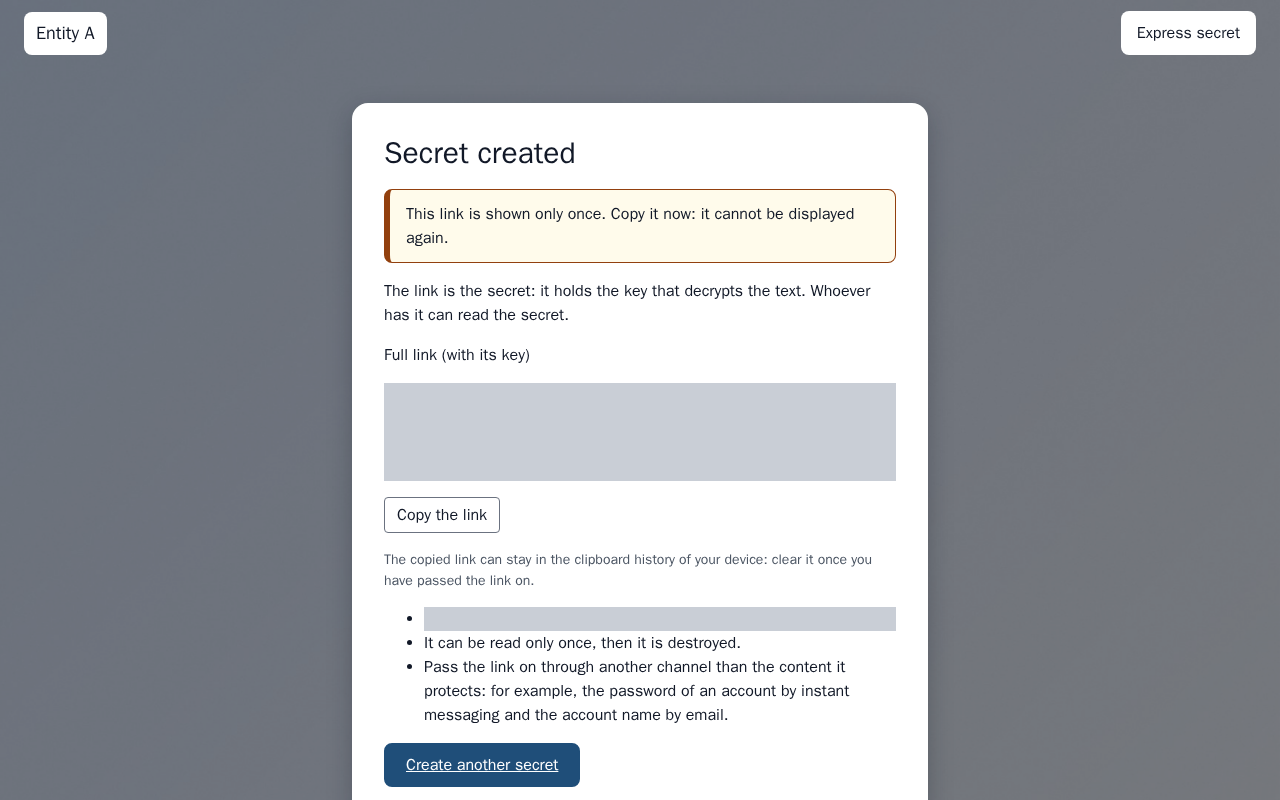 Entity A
Express secret
Secret created
This link is shown only once. Copy it now: it cannot be displayed
again.
The link is the secret: it holds the key that decrypts the text. Whoever
has it can read the secret.
Full link (with its key)
Copy the link
The copied link can stay in the clipboard history of your device: clear it once you
have passed the link on.
It can be read only once, then it is destroyed.
Pass the link on through another channel than the content it
protects: for example, the password of an account by instant
messaging and the account name by email.
Create another secret